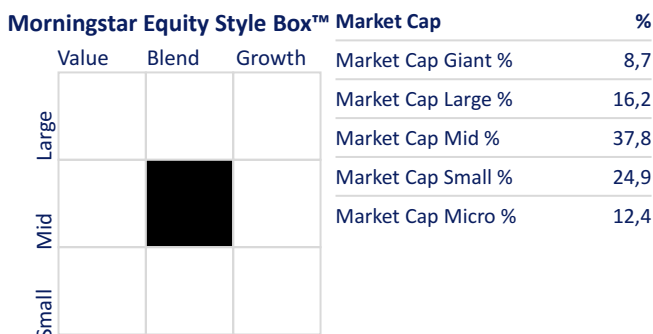 Morningstar Equity Style Box™
Value Blend Growth
Large
Mid
Small
Market Cap %
Market Cap Giant % 8,7
Market Cap Large % 16,2
Market Cap Mid % 37,8
Market Cap Small % 24,9
Market Cap Micro % 12,4